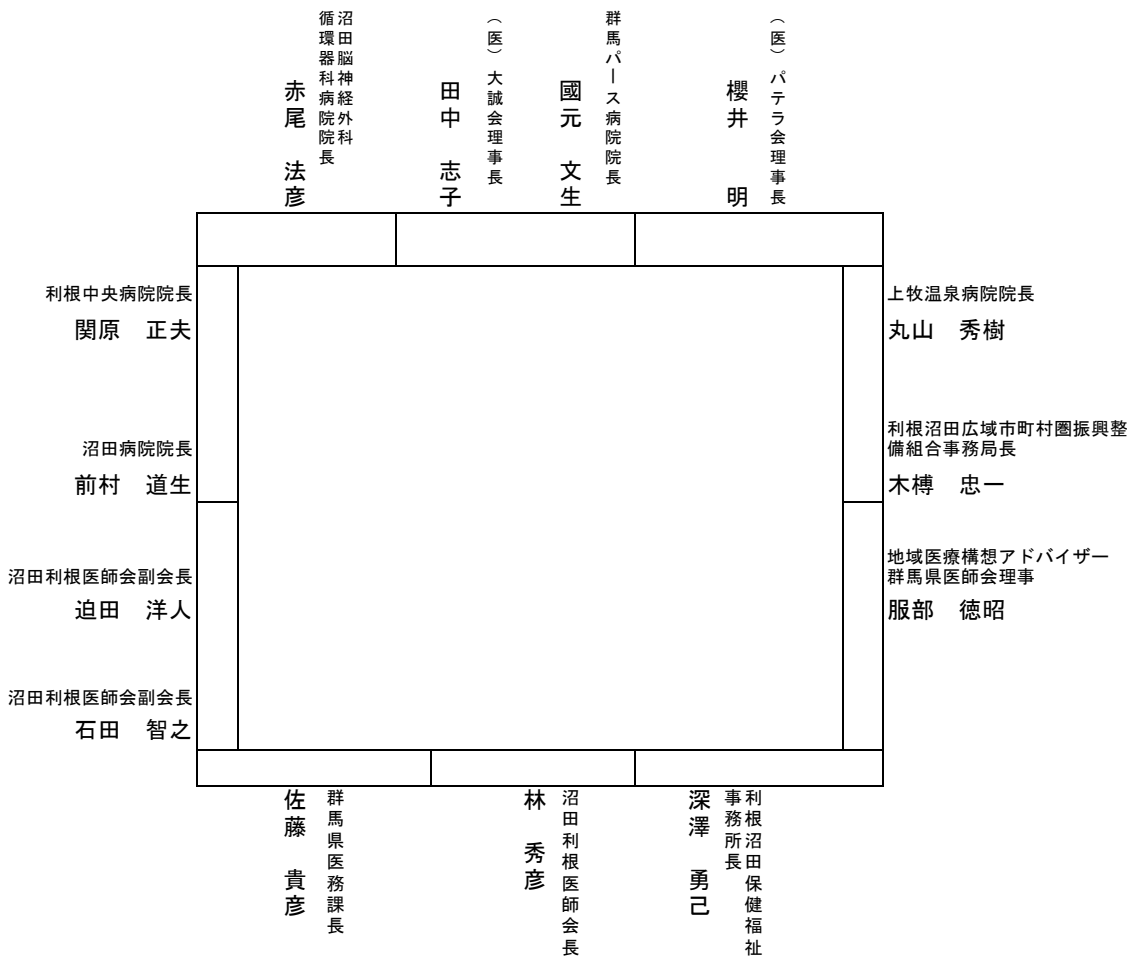 沼田脳神経外科
循環器科病院院長
赤尾　法彦
（医）大誠会理事長
田中　志子
群馬パース病院院長
國元　文生
（医）パテラ会理事長
櫻井　明
利根中央病院院長
関原　正夫
沼田病院院長
前村　道生
沼田利根医師会副会長
迫田　洋人
沼田利根医師会副会長
石田　智之
上牧温泉病院院長
丸山　秀樹
利根沼田広域市町村圏振興整
備組合事務局長
木榑　忠一
地域医療構想アドバイザー
群馬県医師会理事
服部　徳昭
群馬県医務課長
佐藤　貴彦
沼田利根医師会長
林　秀彦
利根沼田保健福祉
事務所長
深澤　勇己